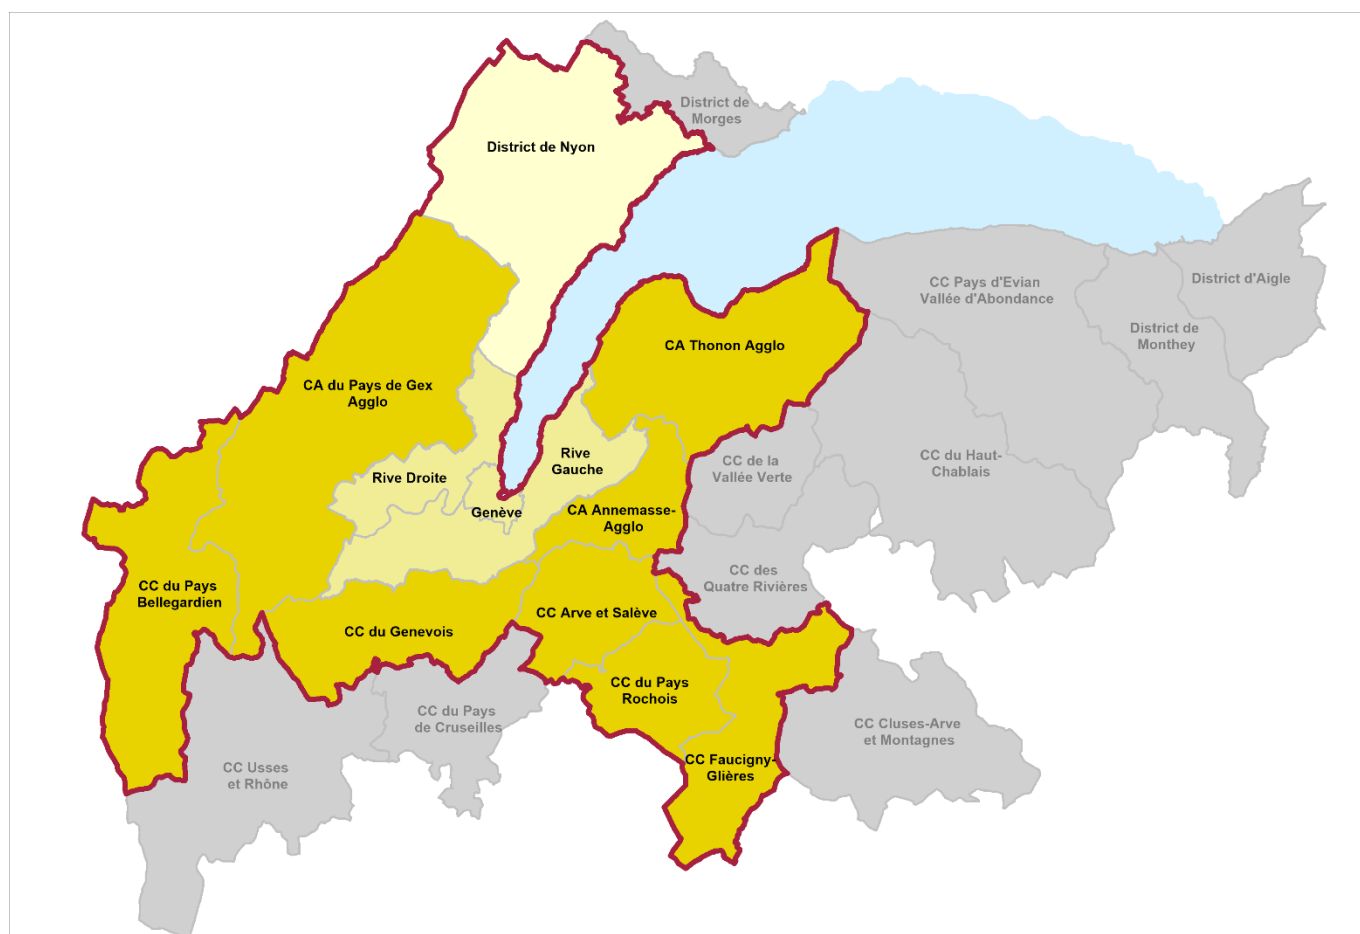 District de
Morges
District de Nyon
CC Pays d'Evian
Vallée d'Abondance
District d'Aigle
District de
Monthey
CA Thonon Agglo
CA du Pays de Gex
Agglo
Rive
Gauche
Rive Droite
CC de la
Vallée Verte
CC du Haut-
Chablais
Genève
CA Annemasse-
Agglo
CC des
Quatre Rivières
CC du Pays
Bellegardien
CC Arve et Salève
CC du Genevois
CC du Pays
Rochois
CC du Pays
de Cruseilles
CC Cluses-Arve
et Montagnes
CC Faucigny-
Glières
CC Usses
et Rhône